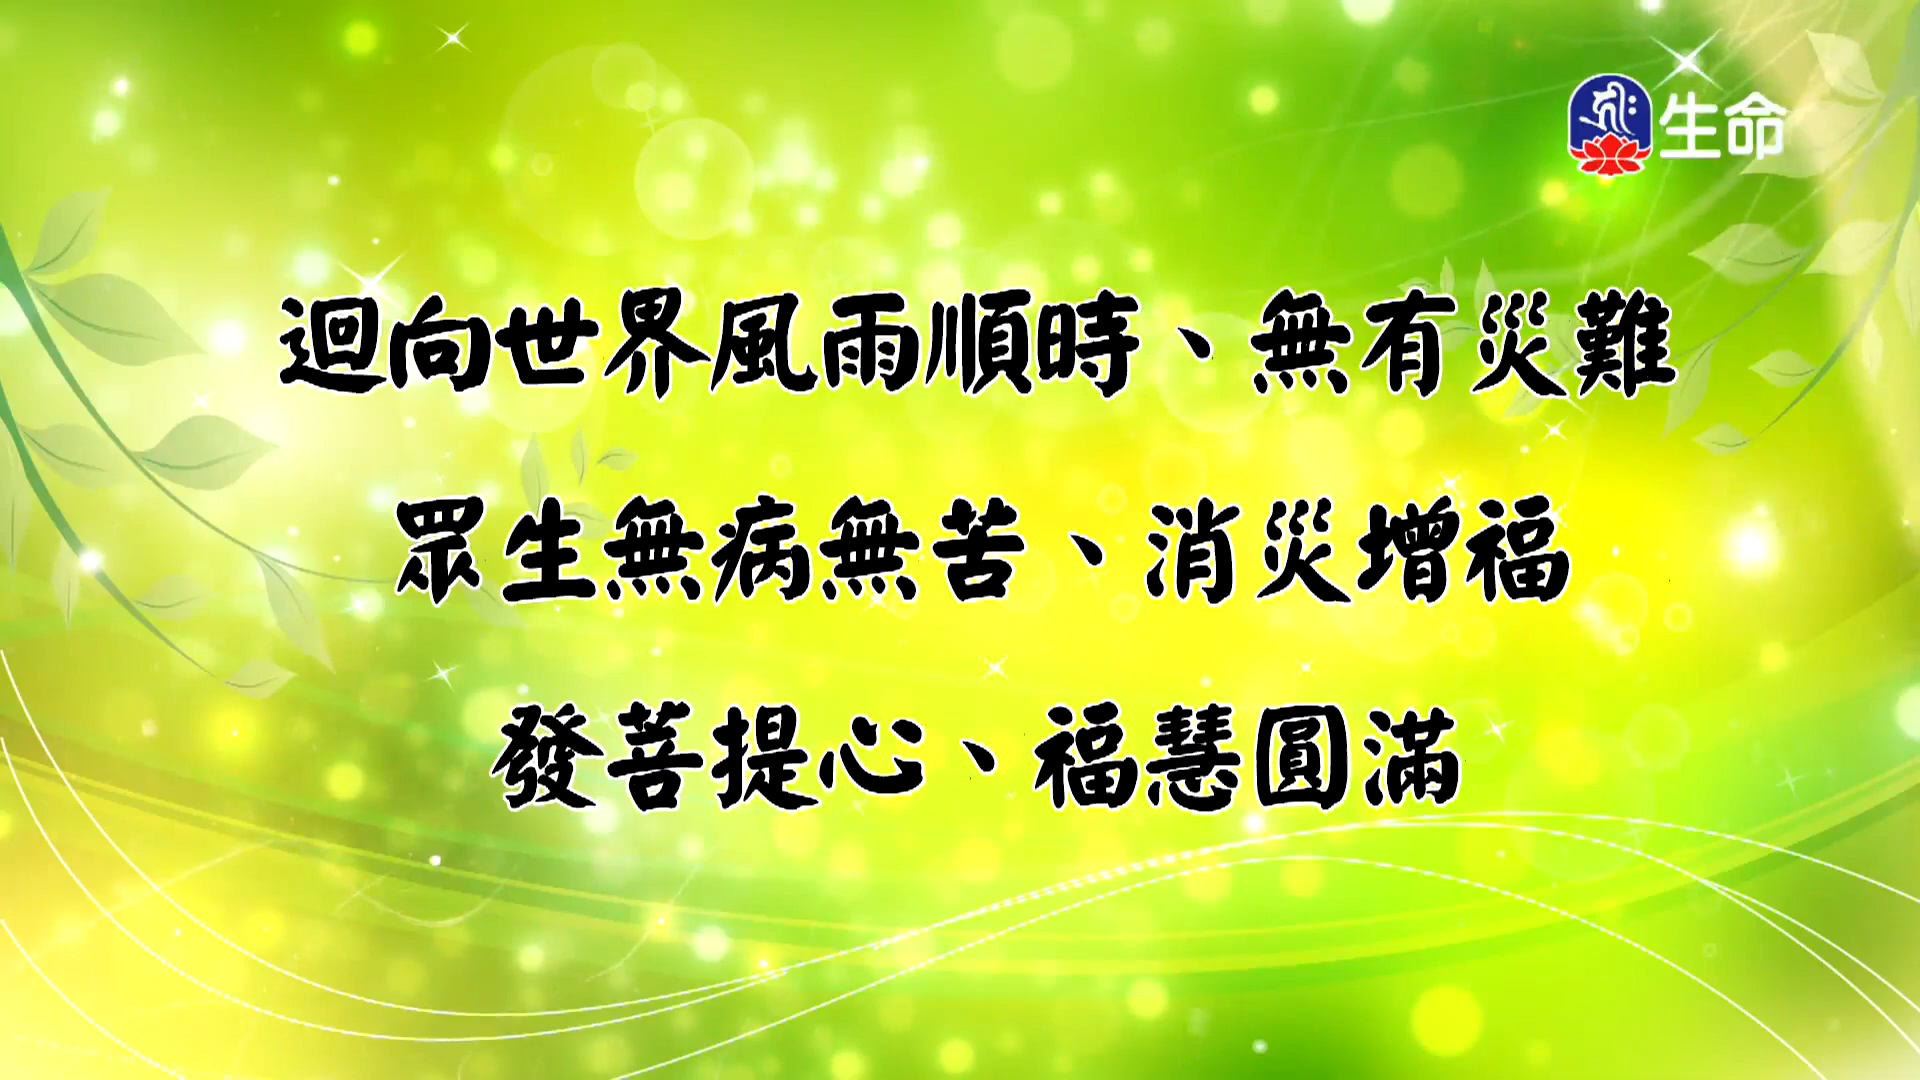 生命
迴向世界風雨順時、無有災難
眾生無病無苦、消災增福
發菩提心、福慧圓滿